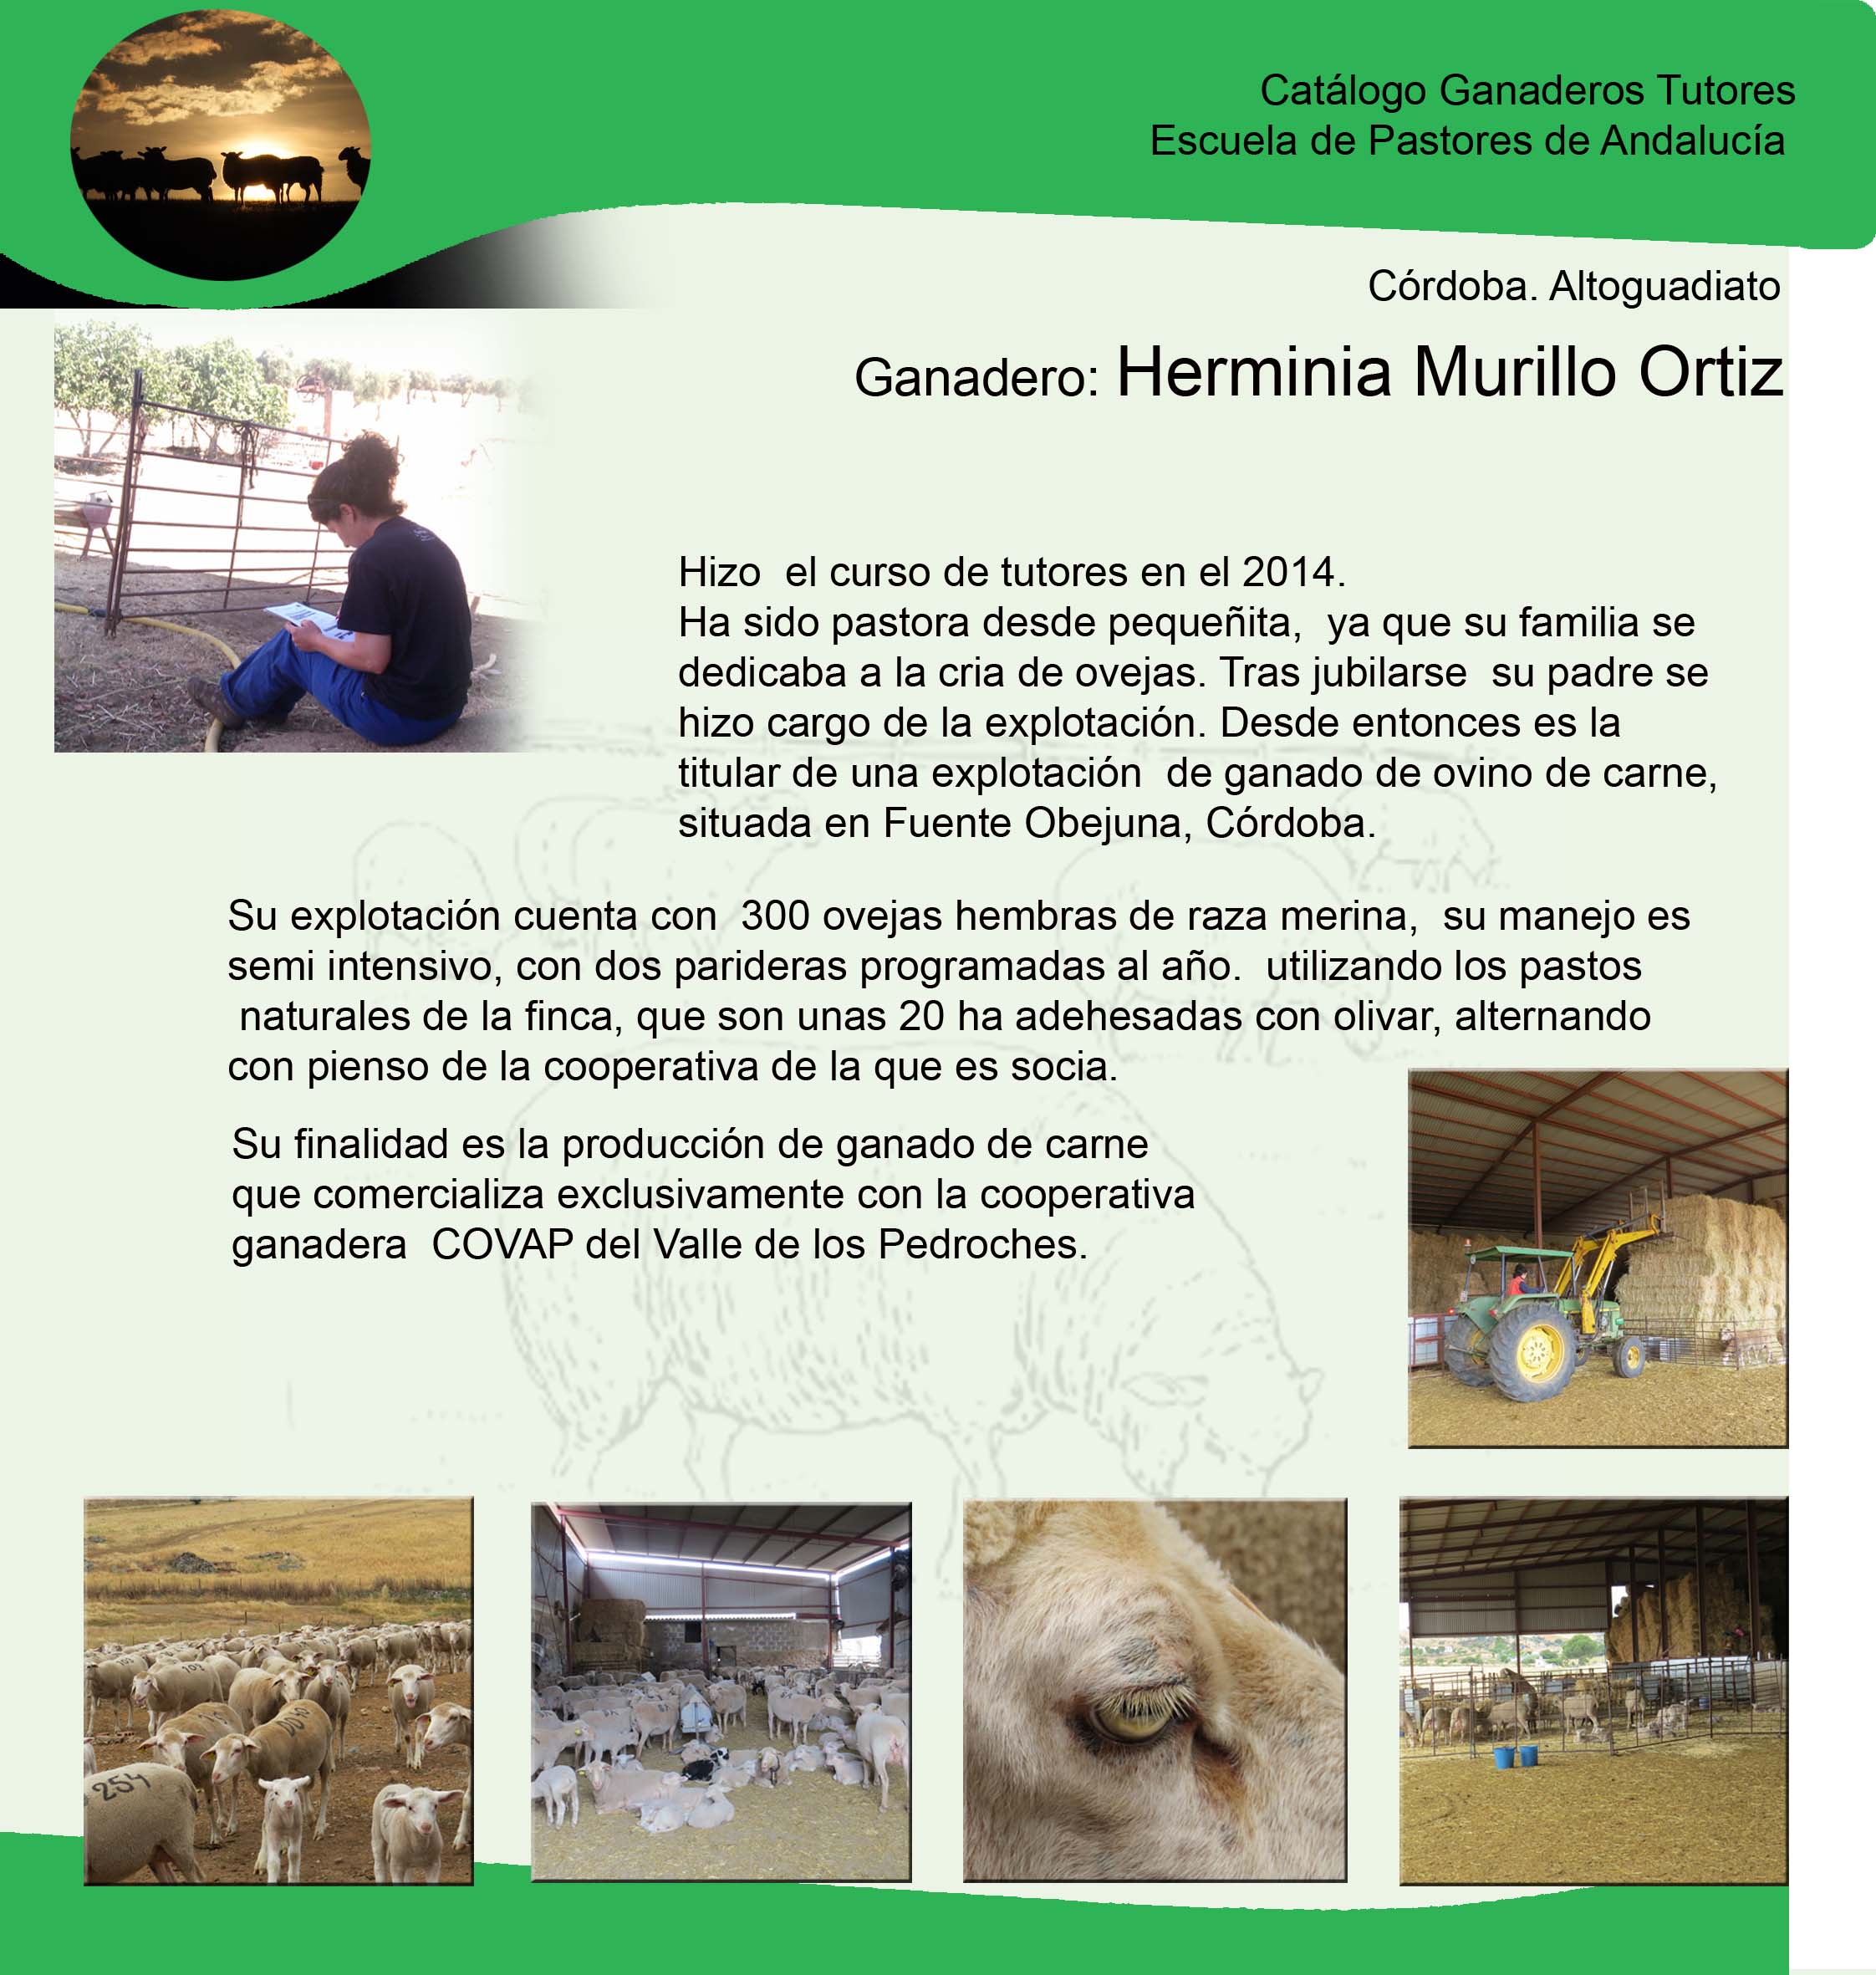 Catálogo Ganaderos Tutores
Escuela de Pastores de Andalucía
Córdoba. Altoguadiato
Ganadero: Herminia Murillo Ortiz
Hizo el curso de tutores en el 2014.
Ha sido pastora desde pequeñita, ya que su familia se
dedicaba a la cria de ovejas. Tras jubilarse su padre se
hizo cargo de la explotación. Desde entonces es la
titular de una explotación de ganado de ovino de carne,
situada en Fuente Obejuna, Córdoba.
Su explotación cuenta con 300 ovejas hembras de raza merina, su manejo es
semi intensivo, con dos parideras programadas al año. utilizando los pastos
naturales de la finca, que son unas 20 ha adehesadas con olivar, alternando
con pienso de la cooperativa de la que es socia.
Su finalidad es la producción de ganado de carne
que comercializa exclusivamente con la cooperativa
ganadera COVAP del Valle de los Pedroches.
254